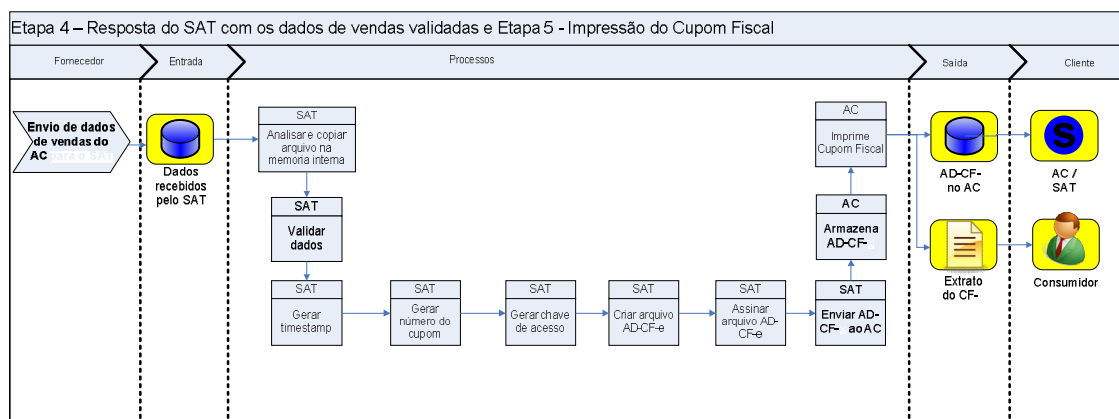 Etapa 4 – Resposta do SAT com os dados de vendas validadas e Etapa 5 - Impressão do Cupom Fiscal
Fornecedor
Entrada
Processos
Saída
Cliente
Envio de dados
de vendas do
AC para o SAT
Dados
recebidos
pelo SAT
SAT
Analisar e copiar
arquivo na
memoria interna
SAT
Validar
dados
SAT
Gerar
timestamp
SAT
Gerar
número do
cupom
SAT
Gerar chave
de acesso
SAT
Criar arquivo
AD-CF-e
SAT
Assinar
arquivo AD-
CF-e
SAT
Enviar AD-
CF- ao AC
AC
Armazena
AD-CF-
AC
Imprime
Cupom Fiscal
AD-CF-
no AC
Extrato
do CF-
S
AC /
SAT
Consumidor